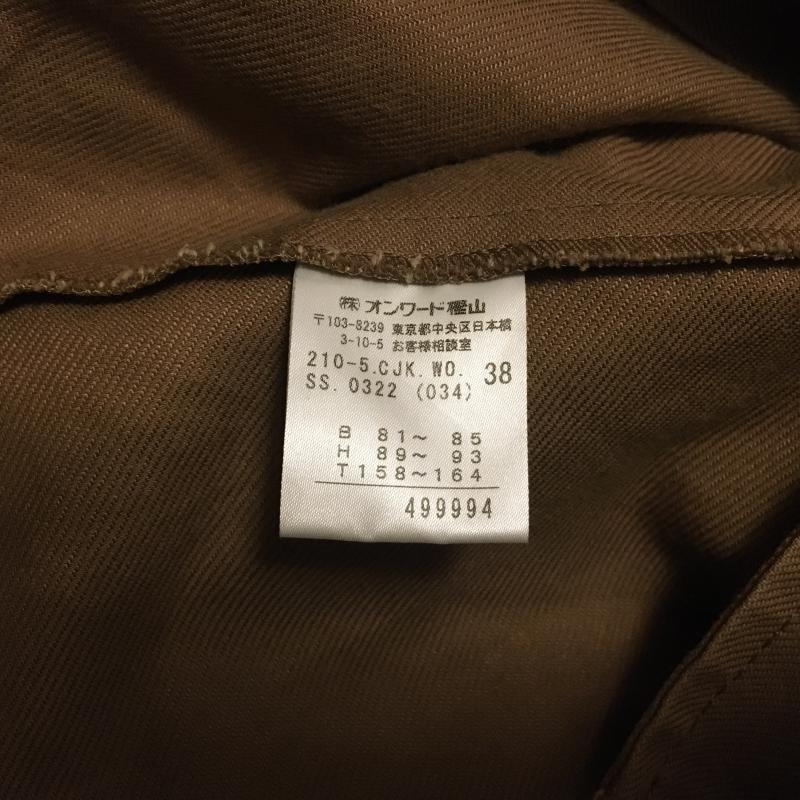 ㈱オンワード樫山
〒103-8239 東京都中央区日本橋
3-10-5 お客様相談室
210-5.CJK.WO. 38
SS. 0322 (034)
B 81〜 85
H 89〜 93
T158〜164
499994